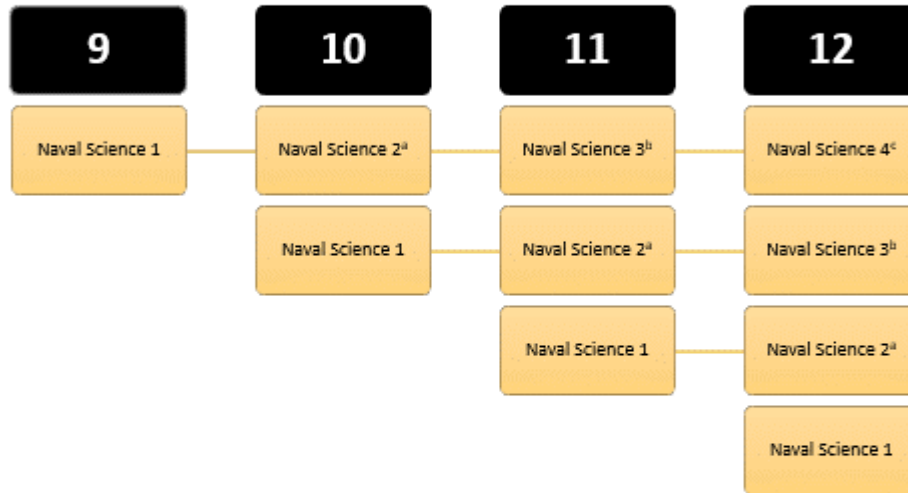 9 10 11 12
Naval Science 1 Naval Science 2ᵃ Naval Science 3ᵇ Naval Science 4ᶜ
Naval Science 1 Naval Science 2ᵃ Naval Science 3ᵇ
Naval Science 1 Naval Science 2ᵃ
Naval Science 1